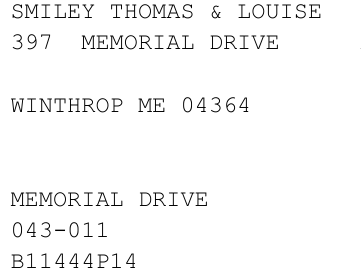 SMILEY THOMAS & LOUISE
397 MEMORIAL DRIVE
WINTHROP ME 04364
MEMORIAL DRIVE
043-011
B11444P14